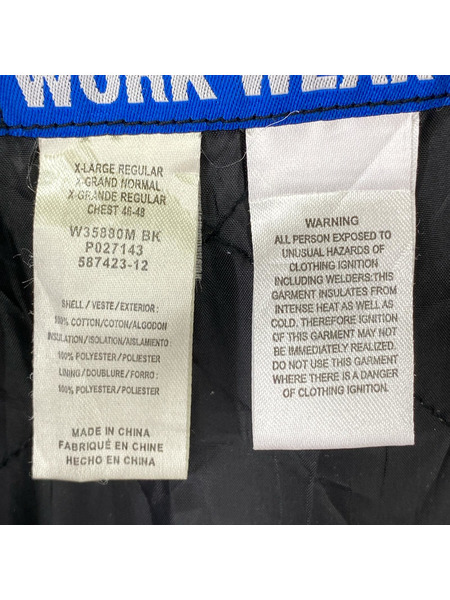 WORK WEAR
X-LARGE REGULAR
X-GRAND NORMAL
X-GRANDE REGULAR
CHEST 46-48
W35880M BK
P027143
587423-12
SHELL / VESTE / EXTERIOR :
100% COTTON/COTON/ALGODON
INSULATION/ISOLATION/AISLAMIENTO :
100% POLYESTER/POLIESTER
LINING / DOUBLURE / FORRO :
100% POLYESTER/POLIESTER
MADE IN CHINA
FABRIQUÉ EN CHINE
HECHO EN CHINA
WARNING
ALL PERSON EXPOSED TO
UNUSUAL HAZARDS OF
CLOTHING IGNITION
INCLUDING WELDERS:THIS
GARMENT INSULATES FROM
INTENSE HEAT AS WELL AS
COLD. THEREFORE IGNITION
OF THIS GARMENT MAY NOT
BE IMMEDIATELY REALIZED.
DO NOT USE THIS GARMENT
WHERE THERE IS A DANGER
OF CLOTHING IGNITION.